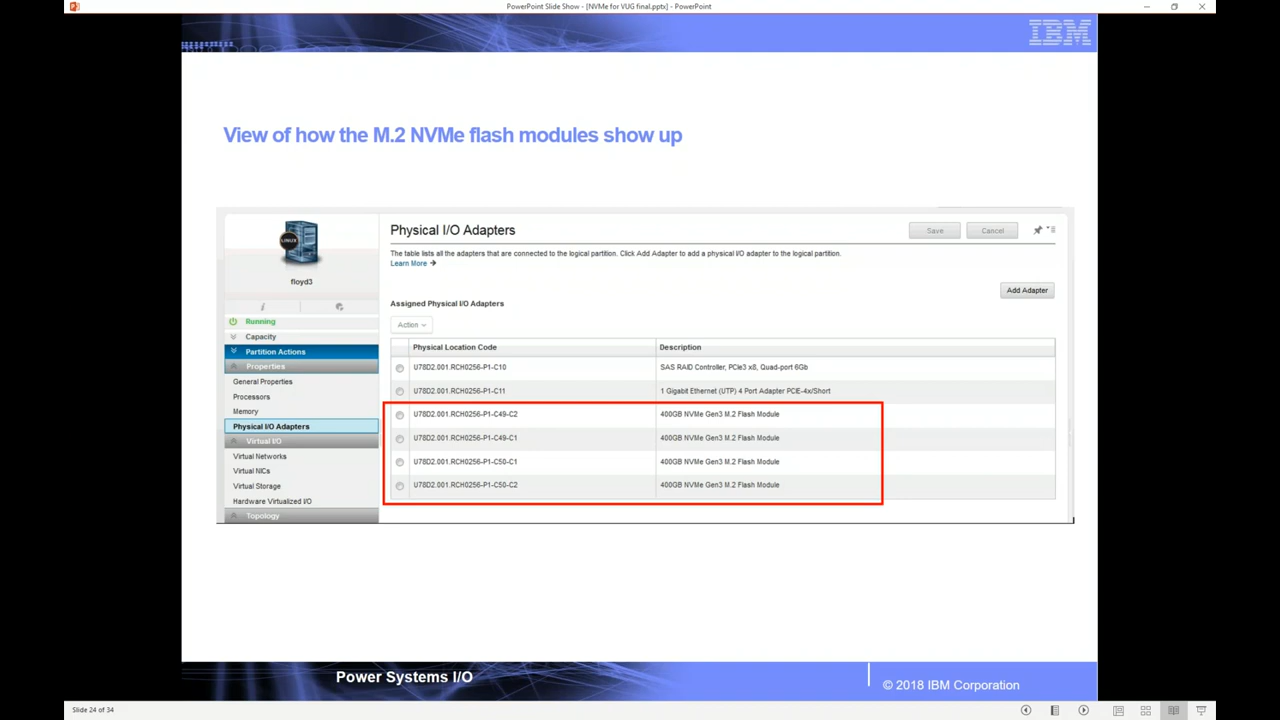 PowerPoint Slide Show - [NVMe for VUG final.pptx] - PowerPoint
IBM
View of how the M.2 NVMe flash modules show up
LINUX
floyd3
Running
Capacity
Partition Actions
Properties
General Properties
Processors
Memory
Physical I/O Adapters
Virtual I/O
Virtual Networks
Virtual NICs
Virtual Storage
Hardware Virtualized I/O
Topology
Physical I/O Adapters
Save
Cancel
The table lists all the adapters that are connected to the logical partition. Click Add Adapter to add a physical I/O adapter to the logical partition.
Learn More
Add Adapter
Assigned Physical I/O Adapters
Action
Physical Location Code Description
U78D2.001.RCH0256-P1-C10 SAS RAID Controller, PCIe3 x8, Quad-port 6Gb
U78D2.001.RCH0256-P1-C11 1 Gigabit Ethernet (UTP) 4 Port Adapter PCIE-4x/Short
U78D2.001.RCH0256-P1-C49-C2 400GB NVMe Gen3 M.2 Flash Module
U78D2.001.RCH0256-P1-C49-C1 400GB NVMe Gen3 M.2 Flash Module
U78D2.001.RCH0256-P1-C50-C1 400GB NVMe Gen3 M.2 Flash Module
U78D2.001.RCH0256-P1-C50-C2 400GB NVMe Gen3 M.2 Flash Module
Power Systems I/O
© 2018 IBM Corporation
Slide 24 of 34